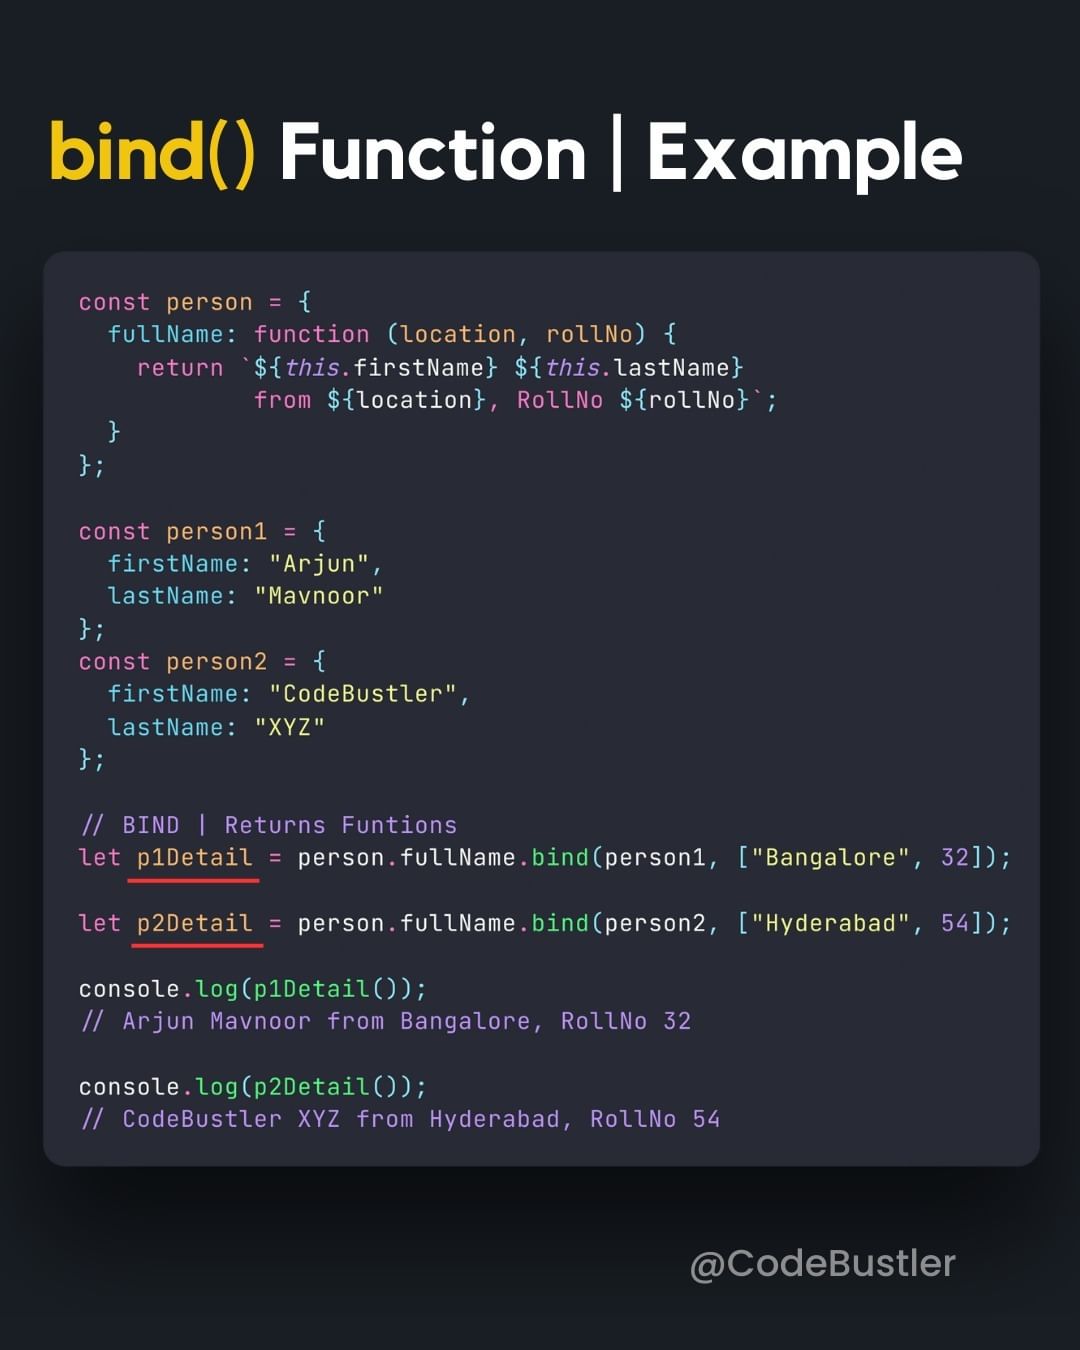 bind() Function | Example
const person = {
  fullName: function (location, rollNo) {
    return `${this.firstName} ${this.lastName}
            from ${location}, RollNo ${rollNo}`;
  }
};

const person1 = {
  firstName: "Arjun",
  lastName: "Mavnoor"
};
const person2 = {
  firstName: "CodeBustler",
  lastName: "XYZ"
};

// BIND | Returns Funtions
let p1Detail = person.fullName.bind(person1, ["Bangalore", 32]);

let p2Detail = person.fullName.bind(person2, ["Hyderabad", 54]);

console.log(p1Detail());
// Arjun Mavnoor from Bangalore, RollNo 32

console.log(p2Detail());
// CodeBustler XYZ from Hyderabad, RollNo 54

@CodeBustler